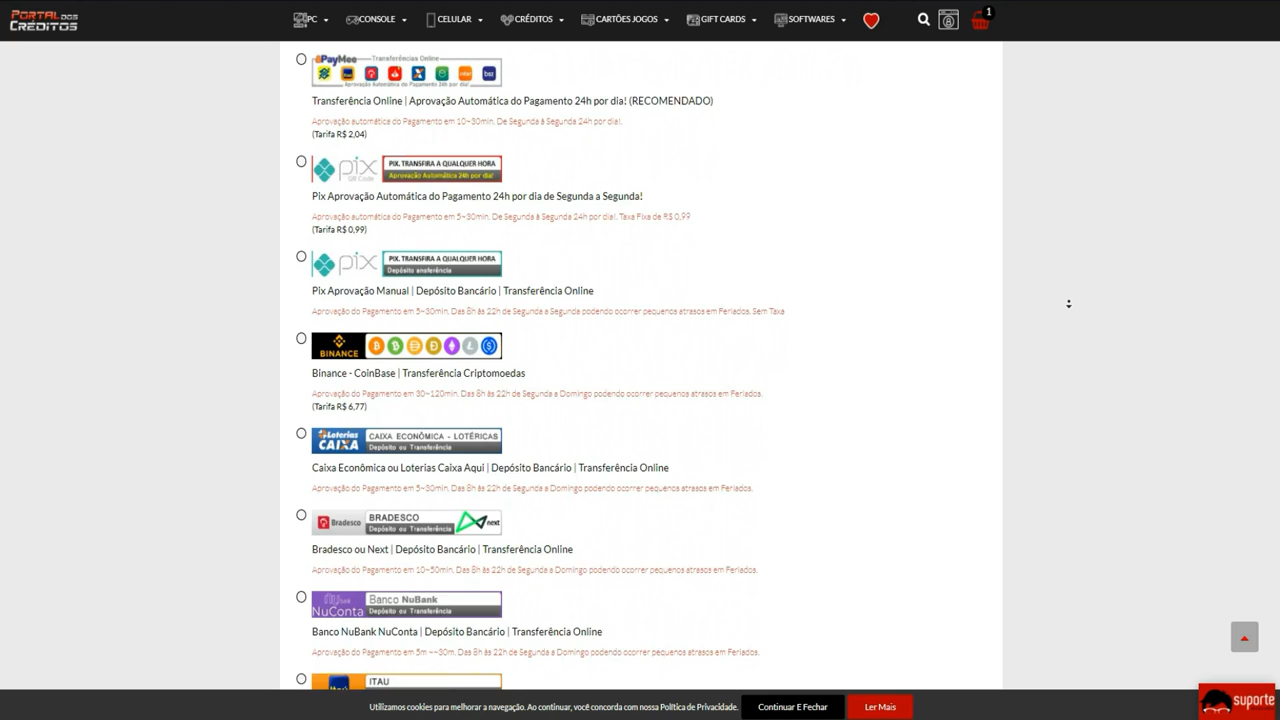 PORTAL DOS
CRÉDITOS
PC
CONSOLE
CELULAR
CRÉDITOS
CARTÕES JOGOS
GIFT CARDS
SOFTWARES
1
PayMee Transferências Online
Aprovação Automática do Pagamento 24h por dia!
Transferência Online | Aprovação Automática do Pagamento 24h por dia! (RECOMENDADO)
Aprovação automática do Pagamento em 10~30min. De Segunda à Segunda 24h por dia!.
(Tarifa R$ 2,04)
pix PIX. TRANSFIRA A QUALQUER HORA
QR Code Aprovação Automática 24h por dia!
Pix Aprovação Automática do Pagamento 24h por dia de Segunda a Segunda!
Aprovação automática do Pagamento em 5~30min. De Segunda à Segunda 24h por dia!. Taxa Fixa de R$ 0,99
(Tarifa R$ 0,99)
pix PIX. TRANSFIRA A QUALQUER HORA
Depósito ansferência
Pix Aprovação Manual | Depósito Bancário | Transferência Online
Aprovação do Pagamento em 5~30min. Das 8h às 22h de Segunda a Segunda podendo ocorrer pequenos atrasos em Feriados. Sem Taxa
BINANCE
Binance - CoinBase | Transferência Criptomoedas
Aprovação do Pagamento em 30~120min. Das 8h às 22h de Segunda a Domingo podendo ocorrer pequenos atrasos em Feriados.
(Tarifa R$ 6,77)
Loterias CAIXA ECONÔMICA - LOTÉRICAS
CAIXA Depósito ou Transferência
Caixa Econômica ou Loterias Caixa Aqui | Depósito Bancário | Transferência Online
Aprovação do Pagamento em 5~30min. Das 8h às 22h de Segunda a Domingo podendo ocorrer pequenos atrasos em Feriados.
Bradesco BRADESCO next
Depósito ou Transferência
Bradesco ou Next | Depósito Bancário | Transferência Online
Aprovação do Pagamento em 10~50min. Das 8h às 22h de Segunda a Domingo podendo ocorrer pequenos atrasos em Feriados.
Banco NuBank
NuConta Depósito ou Transferência
Banco NuBank NuConta | Depósito Bancário | Transferência Online
Aprovação do Pagamento em 5m ~~30m. Das 8h às 22h de Segunda a Domingo podendo ocorrer pequenos atrasos em Feriados.
ITAU
Utilizamos cookies para melhorar a navegação. Ao continuar, você concorda com nossa Política de Privacidade.
Continuar E Fechar
Ler Mais
suporte